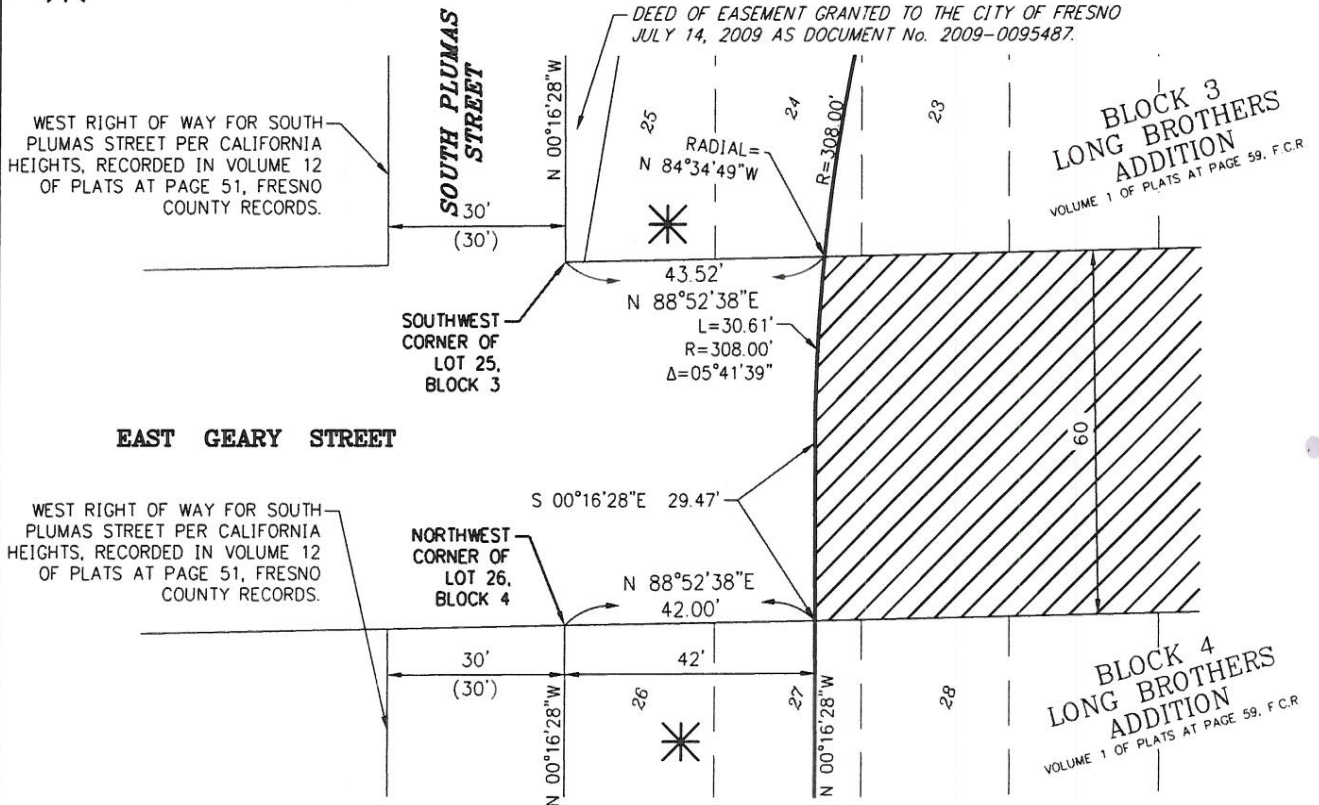 DEED OF EASEMENT GRANTED TO THE CITY OF FRESNO
JULY 14, 2009 AS DOCUMENT No. 2009-0095487.
SOUTH PLUMAS
STREET
N 00°16'28"W
WEST RIGHT OF WAY FOR SOUTH
PLUMAS STREET PER CALIFORNIA
HEIGHTS, RECORDED IN VOLUME 12
OF PLATS AT PAGE 51, FRESNO
COUNTY RECORDS.
25
24
23
RADIAL=
N 84°34'49"W
R=308.00'
BLOCK 3
LONG BROTHERS
ADDITION
VOLUME 1 OF PLATS AT PAGE 59, F.C.R
30'
(30')
43.52'
N 88°52'38"E
L=30.61'
R=308.00'
Δ=05°41'39"
SOUTHWEST
CORNER OF
LOT 25,
BLOCK 3
EAST GEARY STREET
60
S 00°16'28"E 29.47'
WEST RIGHT OF WAY FOR SOUTH
PLUMAS STREET PER CALIFORNIA
HEIGHTS, RECORDED IN VOLUME 12
OF PLATS AT PAGE 51, FRESNO
COUNTY RECORDS.
NORTHWEST
CORNER OF
LOT 26,
BLOCK 4
N 88°52'38"E
42.00'
30'
(30')
42'
N 00°16'28"W
26
27
N 00°16'28"W
28
BLOCK 4
LONG BROTHERS
ADDITION
VOLUME 1 OF PLATS AT PAGE 59, F.C.R